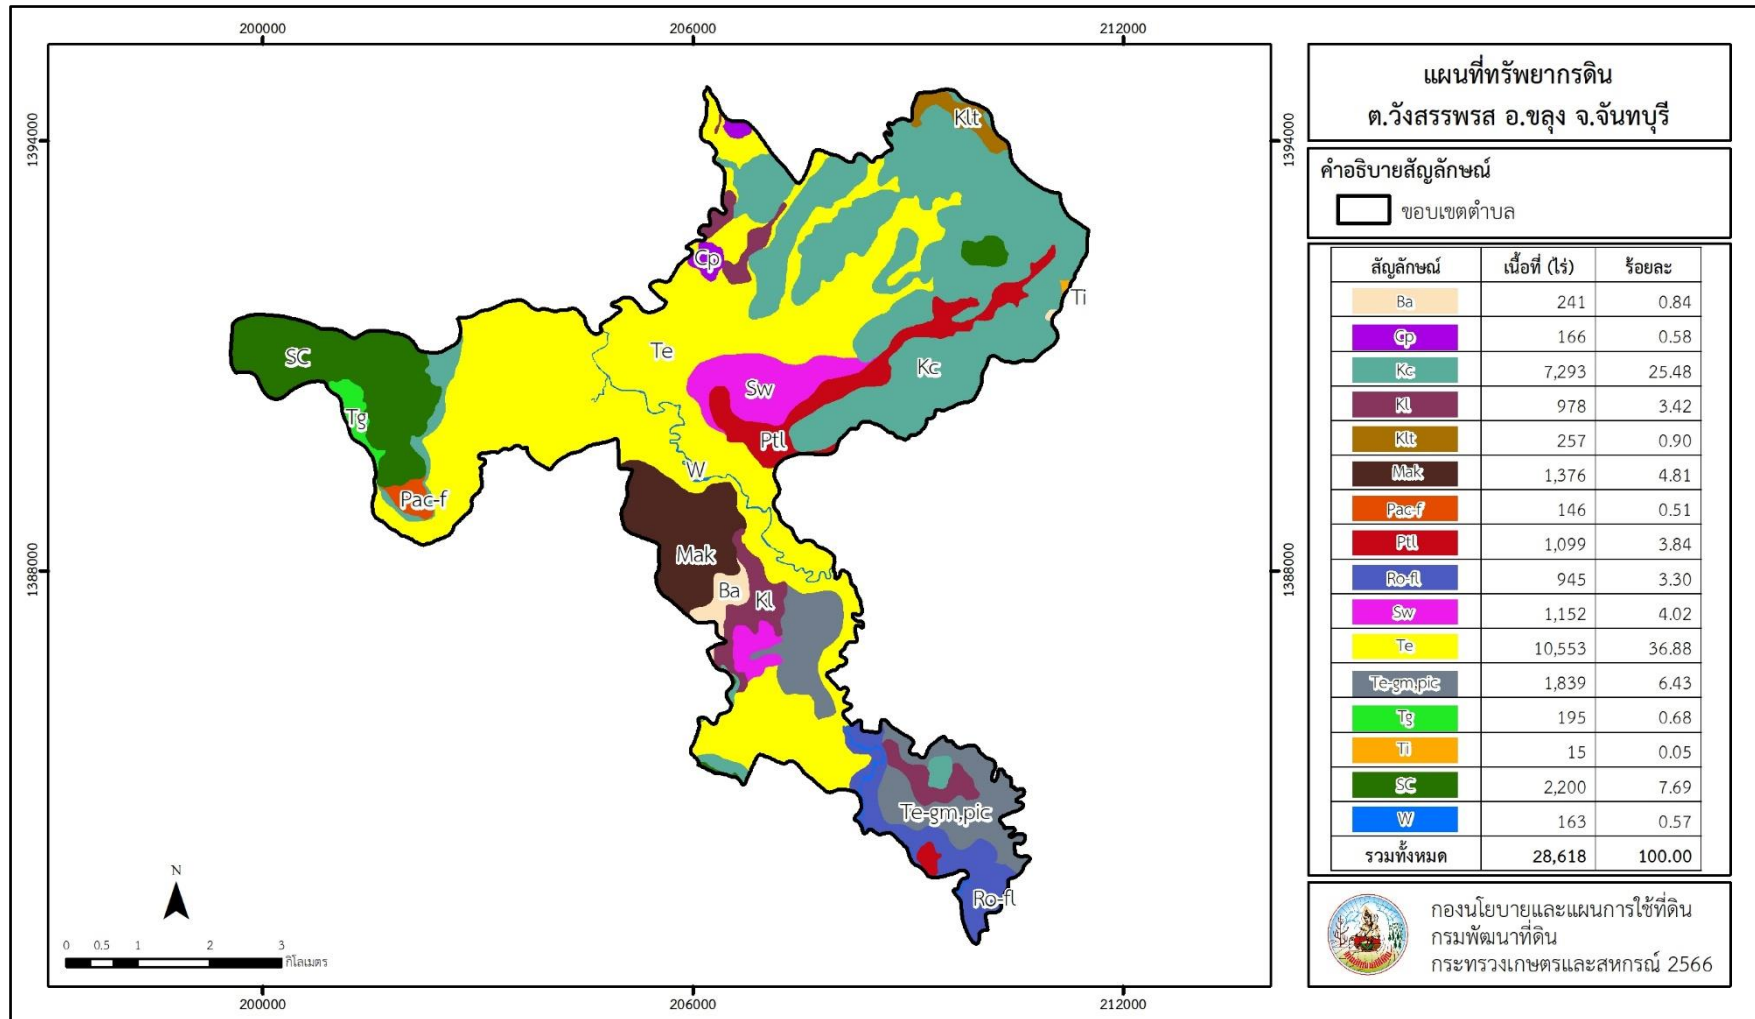 200000
206000
212000
1394000
1388000
1394000
1388000
200000
206000
212000
Klt
Cp
Ti
Te
SC
Kc
Sw
Tg
Ptl
W
Pac-f
Mak
Ba
Kl
Te-gm,pic
Ro-fl
N
0 0.5 1 2 3
กิโลเมตร
แผนที่ทรัพยากรดิน
ต.วังสรรพรส อ.ขลุง จ.จันทบุรี
คำอธิบายสัญลักษณ์
ขอบเขตตำบล
สัญลักษณ์ เนื้อที่ (ไร่) ร้อยละ
Ba 241 0.84
Cp 166 0.58
Kc 7,293 25.48
Kl 978 3.42
Klt 257 0.90
Mak 1,376 4.81
Pac-f 146 0.51
Ptl 1,099 3.84
Ro-fl 945 3.30
Sw 1,152 4.02
Te 10,553 36.88
Te-gm,pic 1,839 6.43
Tg 195 0.68
Ti 15 0.05
SC 2,200 7.69
W 163 0.57
รวมทั้งหมด 28,618 100.00
กองนโยบายและแผนการใช้ที่ดิน
กรมพัฒนาที่ดิน
กระทรวงเกษตรและสหกรณ์ 2566